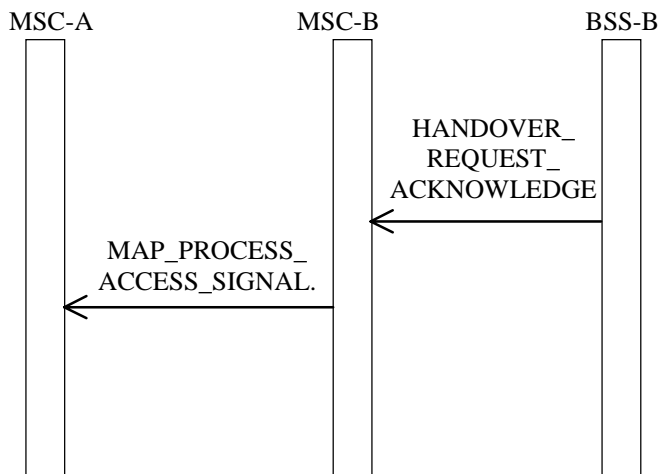 MSC-A
MSC-B
BSS-B
HANDOVER_
REQUEST_
ACKNOWLEDGE
MAP_PROCESS_
ACCESS_SIGNAL.